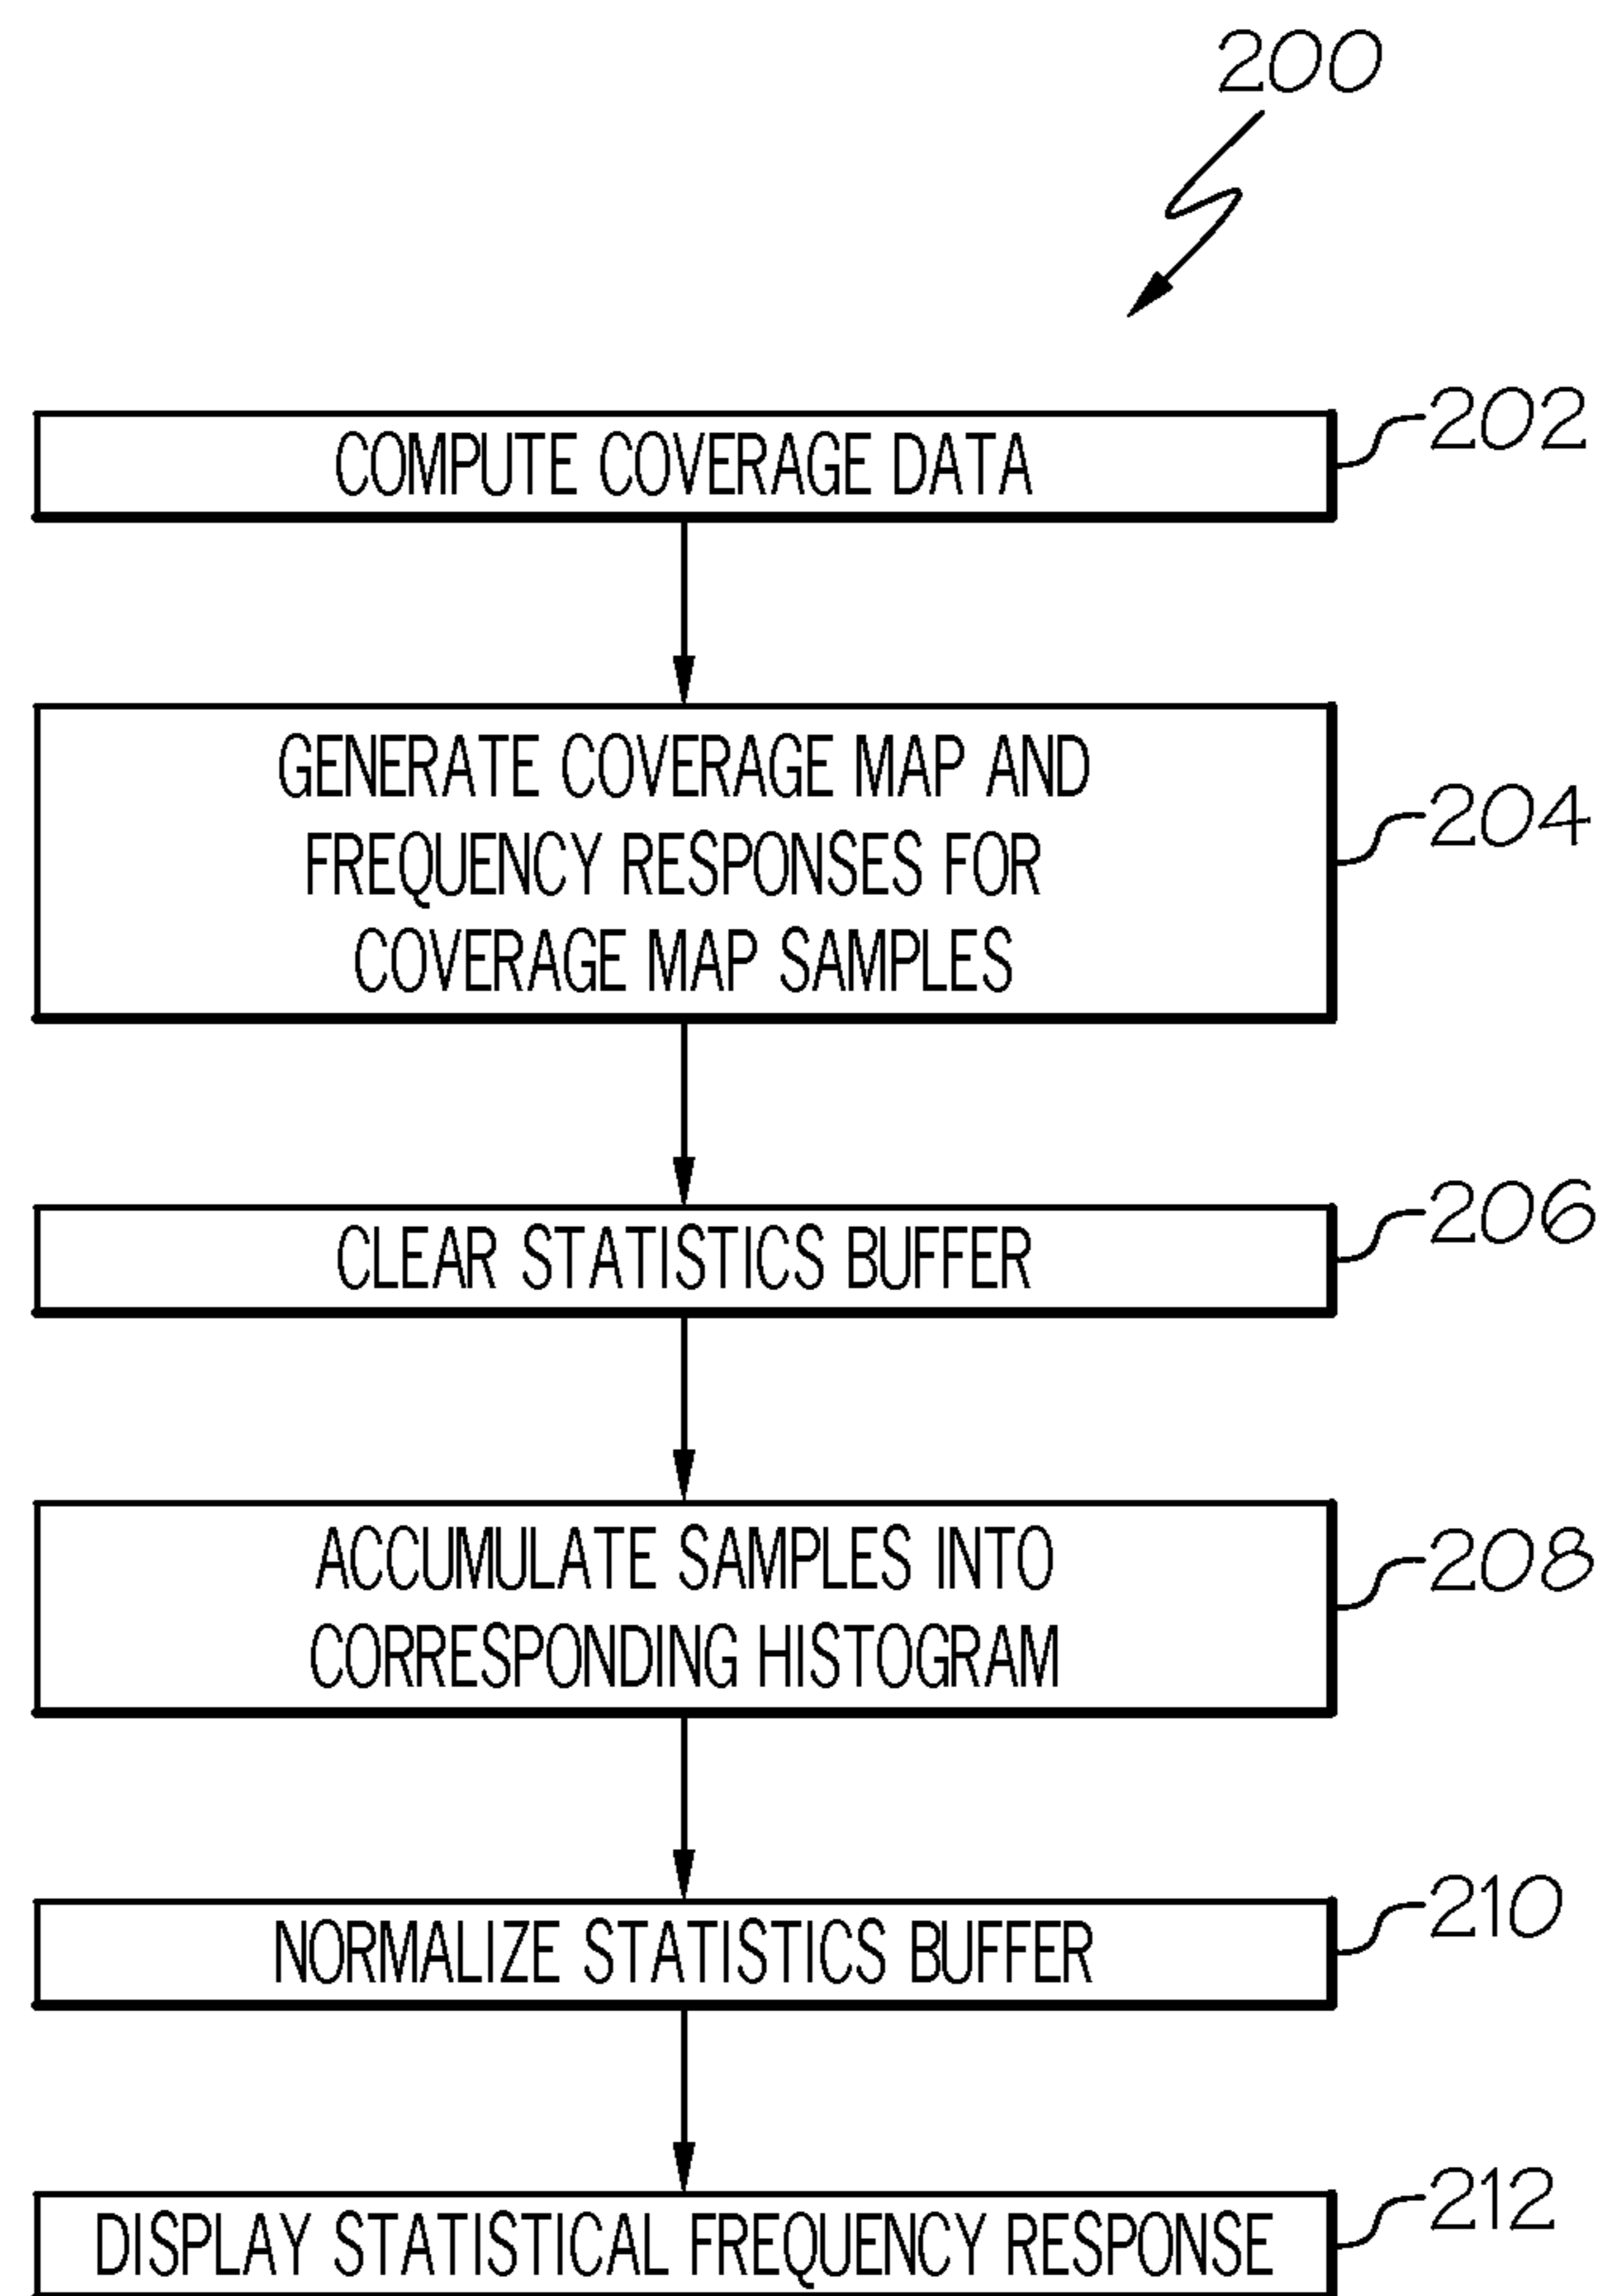 200
COMPUTE COVERAGE DATA
202
GENERATE COVERAGE MAP AND
FREQUENCY RESPONSES FOR
COVERAGE MAP SAMPLES
204
CLEAR STATISTICS BUFFER
206
ACCUMULATE SAMPLES INTO
CORRESPONDING HISTOGRAM
208
NORMALIZE STATISTICS BUFFER
210
DISPLAY STATISTICAL FREQUENCY RESPONSE
212